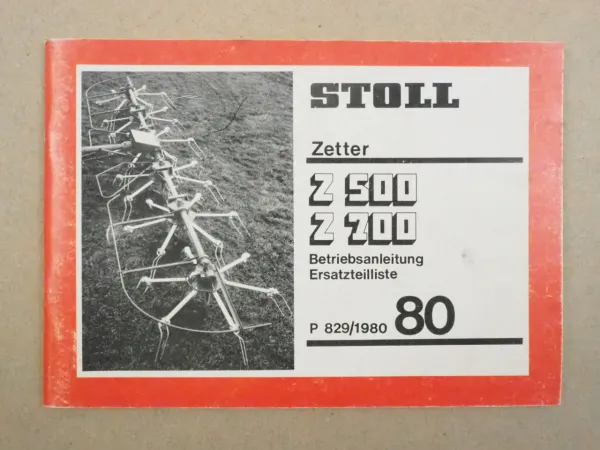 STOLL
Zetter
Z 500
Z 700
Betriebsanleitung
Ersatzteilliste
P 829/1980 80